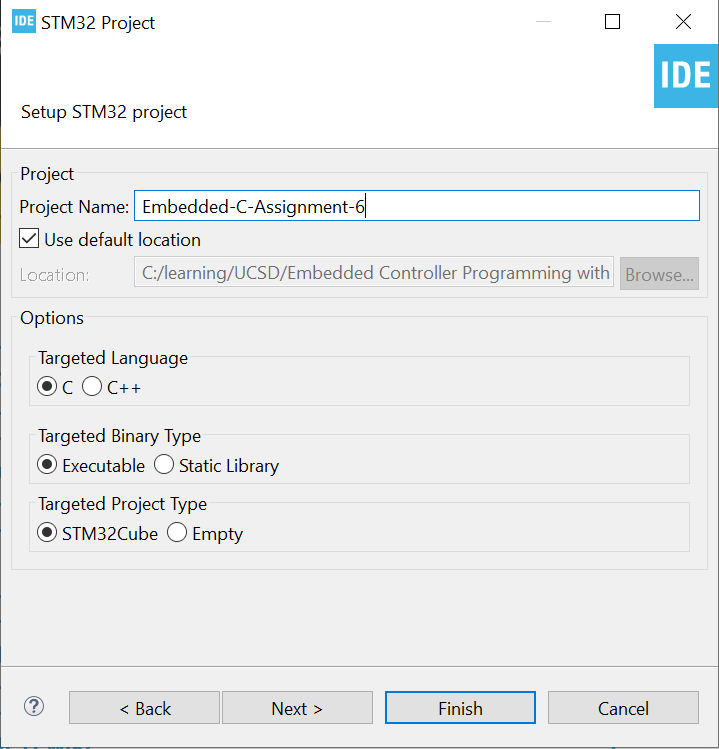 IDE STM32 Project
IDE
Setup STM32 project
Project
Project Name: Embedded-C-Assignment-6
Use default location
Location: C:/learning/UCSD/Embedded Controller Programming with Browse...
Options
Targeted Language
C C++
Targeted Binary Type
Executable Static Library
Targeted Project Type
STM32Cube Empty
? < Back Next > Finish Cancel